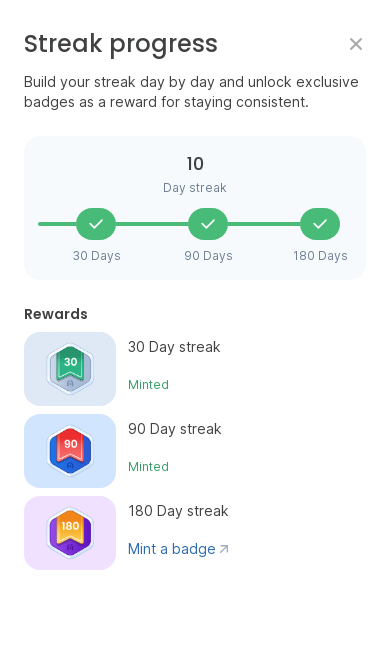 Streak progress
Build your streak day by day and unlock exclusive
badges as a reward for staying consistent.
10
Day streak
30 Days
90 Days
180 Days
Rewards
30
30 Day streak
Minted
90
90 Day streak
Minted
180
180 Day streak
Mint a badge